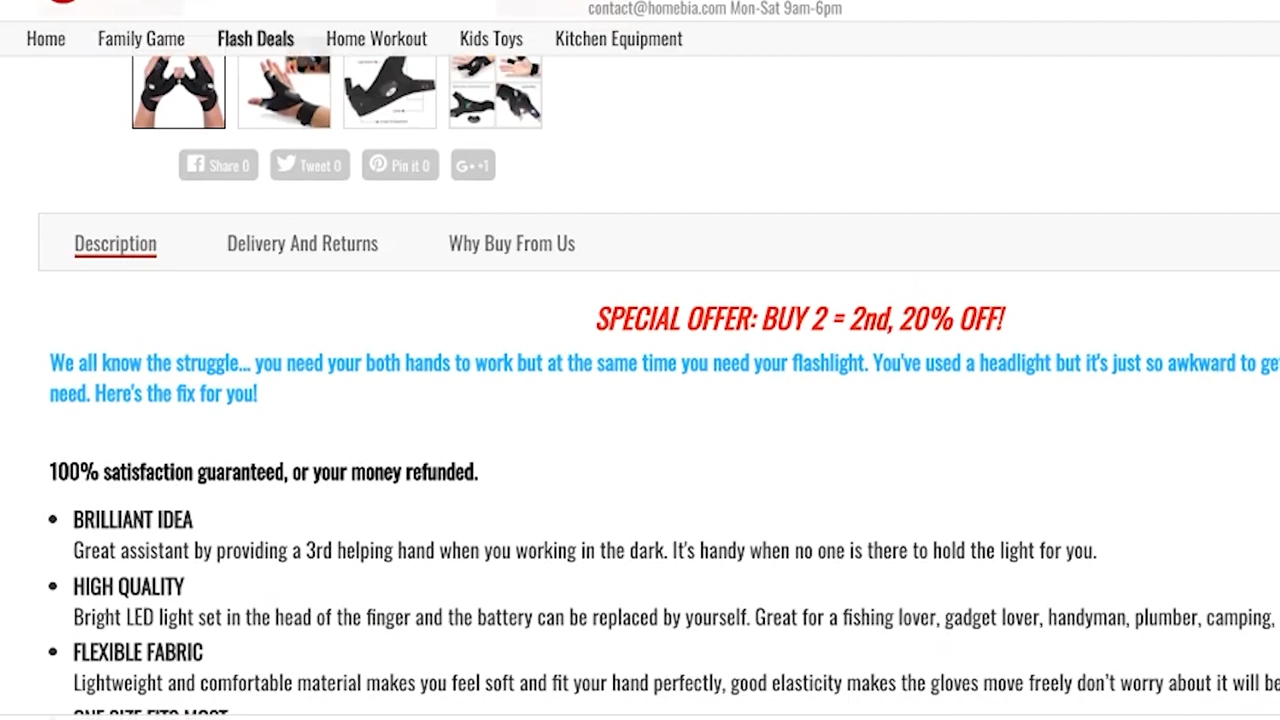 contact@homebia.com Mon-Sat 9am-6pm
Home Family Game Flash Deals Home Workout Kids Toys Kitchen Equipment
Share 0 Tweet 0 Pin it 0 G+ +1
Description Delivery And Returns Why Buy From Us
SPECIAL OFFER: BUY 2 = 2nd, 20% OFF!
We all know the struggle... you need your both hands to work but at the same time you need your flashlight. You've used a headlight but it's just so awkward to ge
need. Here's the fix for you!
100% satisfaction guaranteed, or your money refunded.
• BRILLIANT IDEA
Great assistant by providing a 3rd helping hand when you working in the dark. It's handy when no one is there to hold the light for you.
• HIGH QUALITY
Bright LED light set in the head of the finger and the battery can be replaced by yourself. Great for a fishing lover, gadget lover, handyman, plumber, camping,
• FLEXIBLE FABRIC
Lightweight and comfortable material makes you feel soft and fit your hand perfectly, good elasticity makes the gloves move freely don't worry about it will be
ONE SIZE FITS MOST